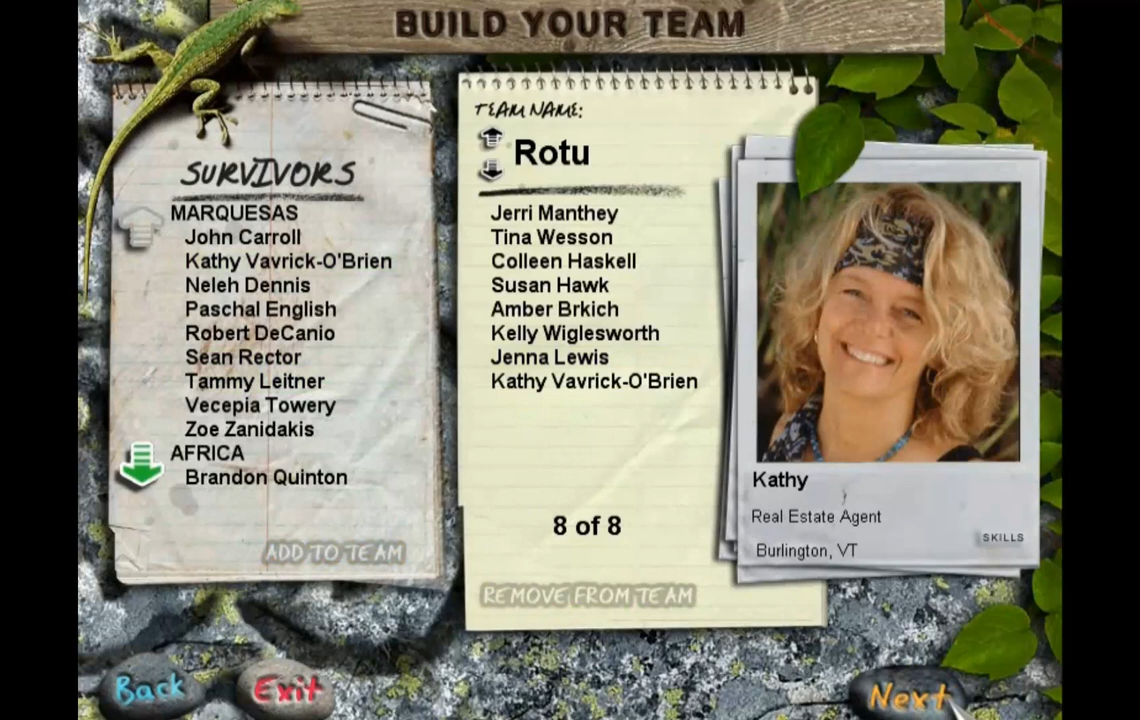 BUILD YOUR TEAM
SURVIVORS
MARQUESAS
John Carroll
Kathy Vavrick-O'Brien
Neleh Dennis
Paschal English
Robert DeCanio
Sean Rector
Tammy Leitner
Vecepia Towery
Zoe Zanidakis
AFRICA
Brandon Quinton
ADD TO TEAM
TEAM NAME:
Rotu
Jerri Manthey
Tina Wesson
Colleen Haskell
Susan Hawk
Amber Brkich
Kelly Wiglesworth
Jenna Lewis
Kathy Vavrick-O'Brien
8 of 8
REMOVE FROM TEAM
Kathy
Real Estate Agent
Burlington, VT
SKILLS
Back
Exit
Next